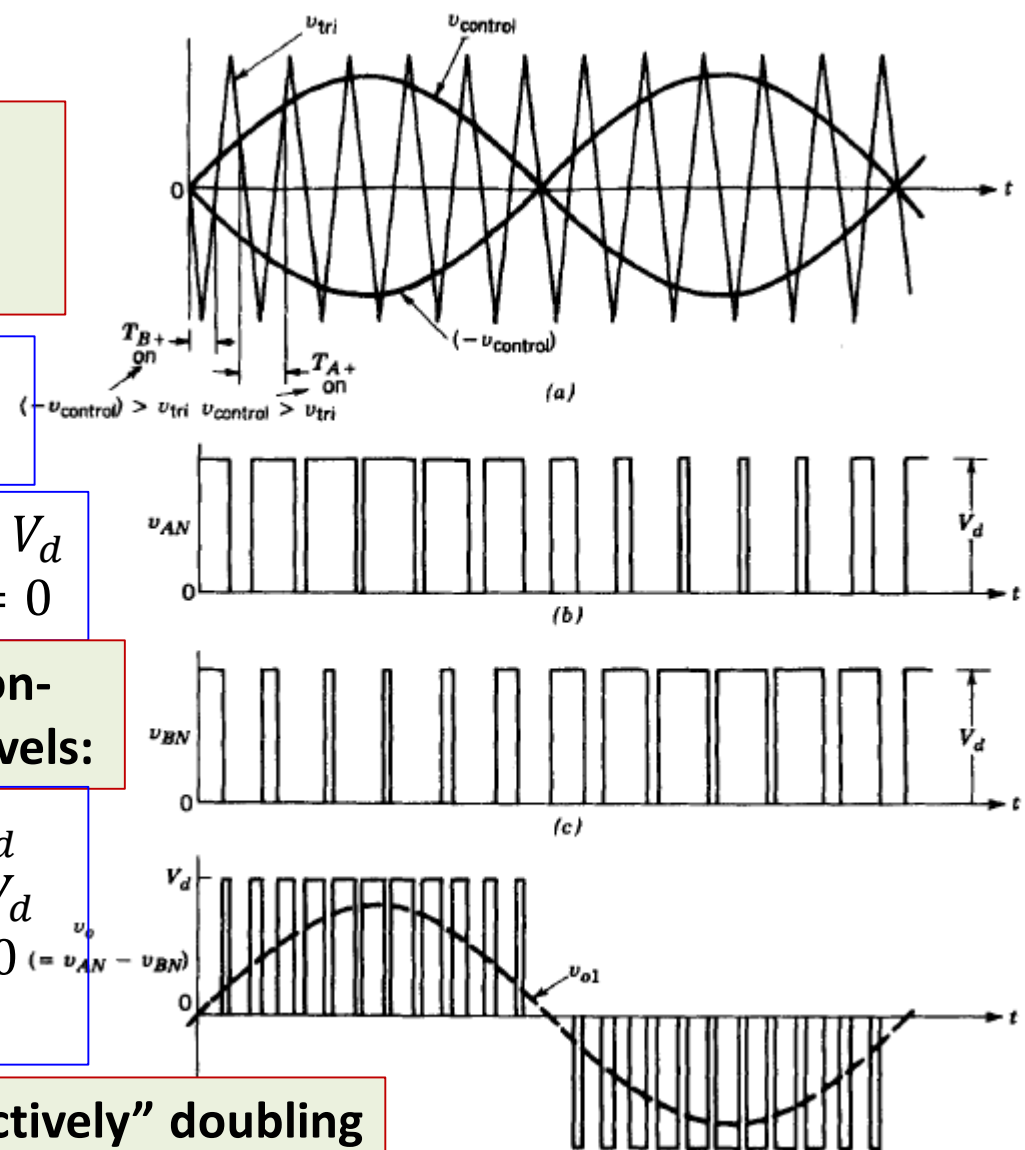 v_tri
v_control
0
t
(-v_control)
T_B+
on
T_A+
on
(-v_control) > v_tri v_control > v_tri
(a)
V_d
= 0
v_AN
V_d
0
t
(b)
on-
vels:
v_BN
V_d
0
t
(c)
d
V_d
0
V_d
v_o
(= v_AN - v_BN)
v_o1
0
t
ctively” doubling